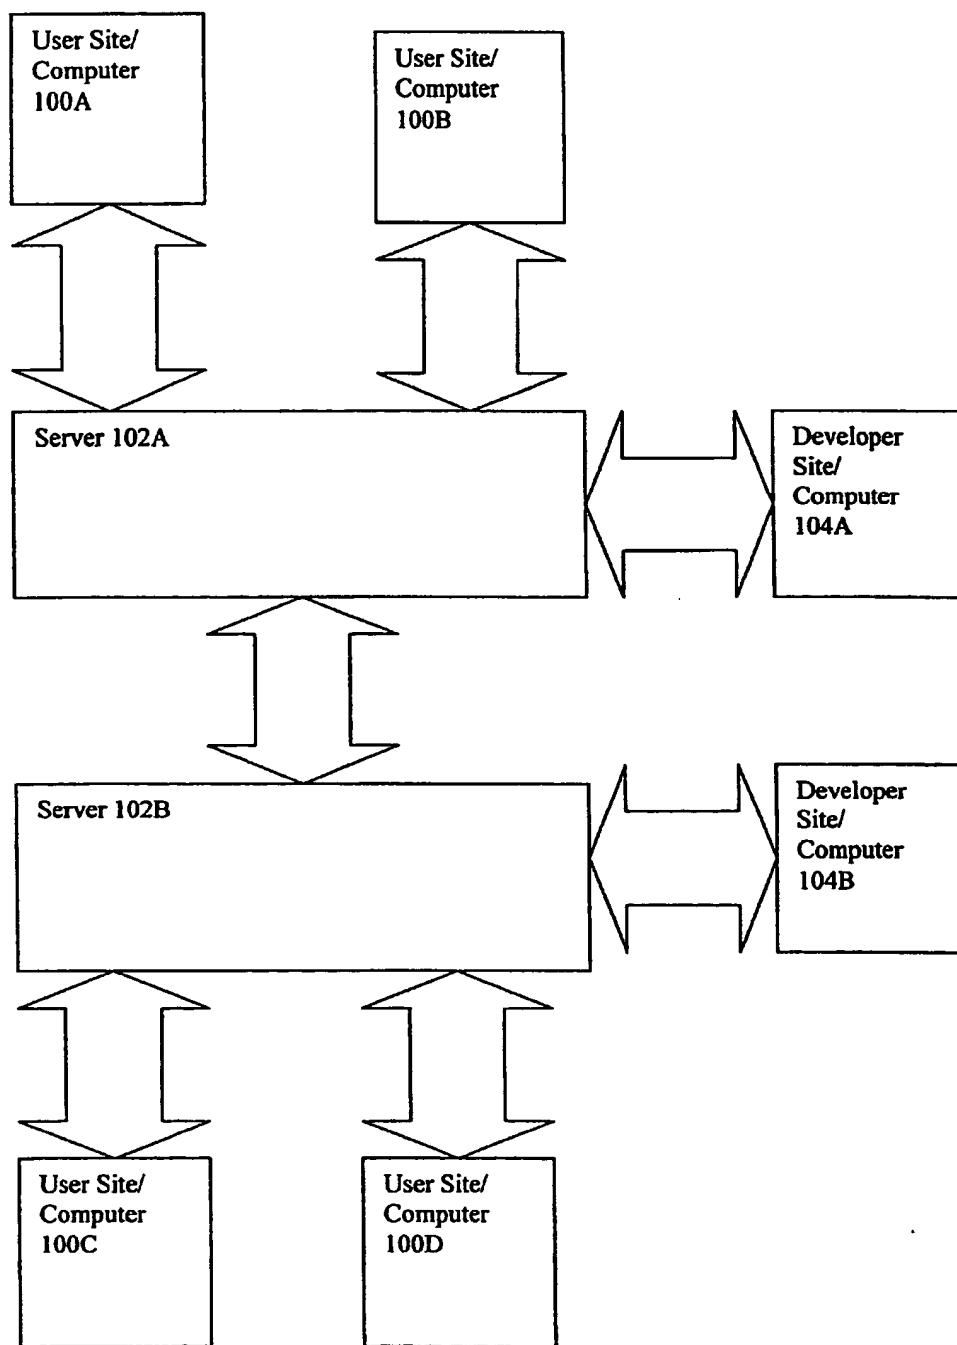 User Site/
Computer
100A
User Site/
Computer
100B
Server 102A
Developer
Site/
Computer
104A
Server 102B
Developer
Site/
Computer
104B
User Site/
Computer
100C
User Site/
Computer
100D